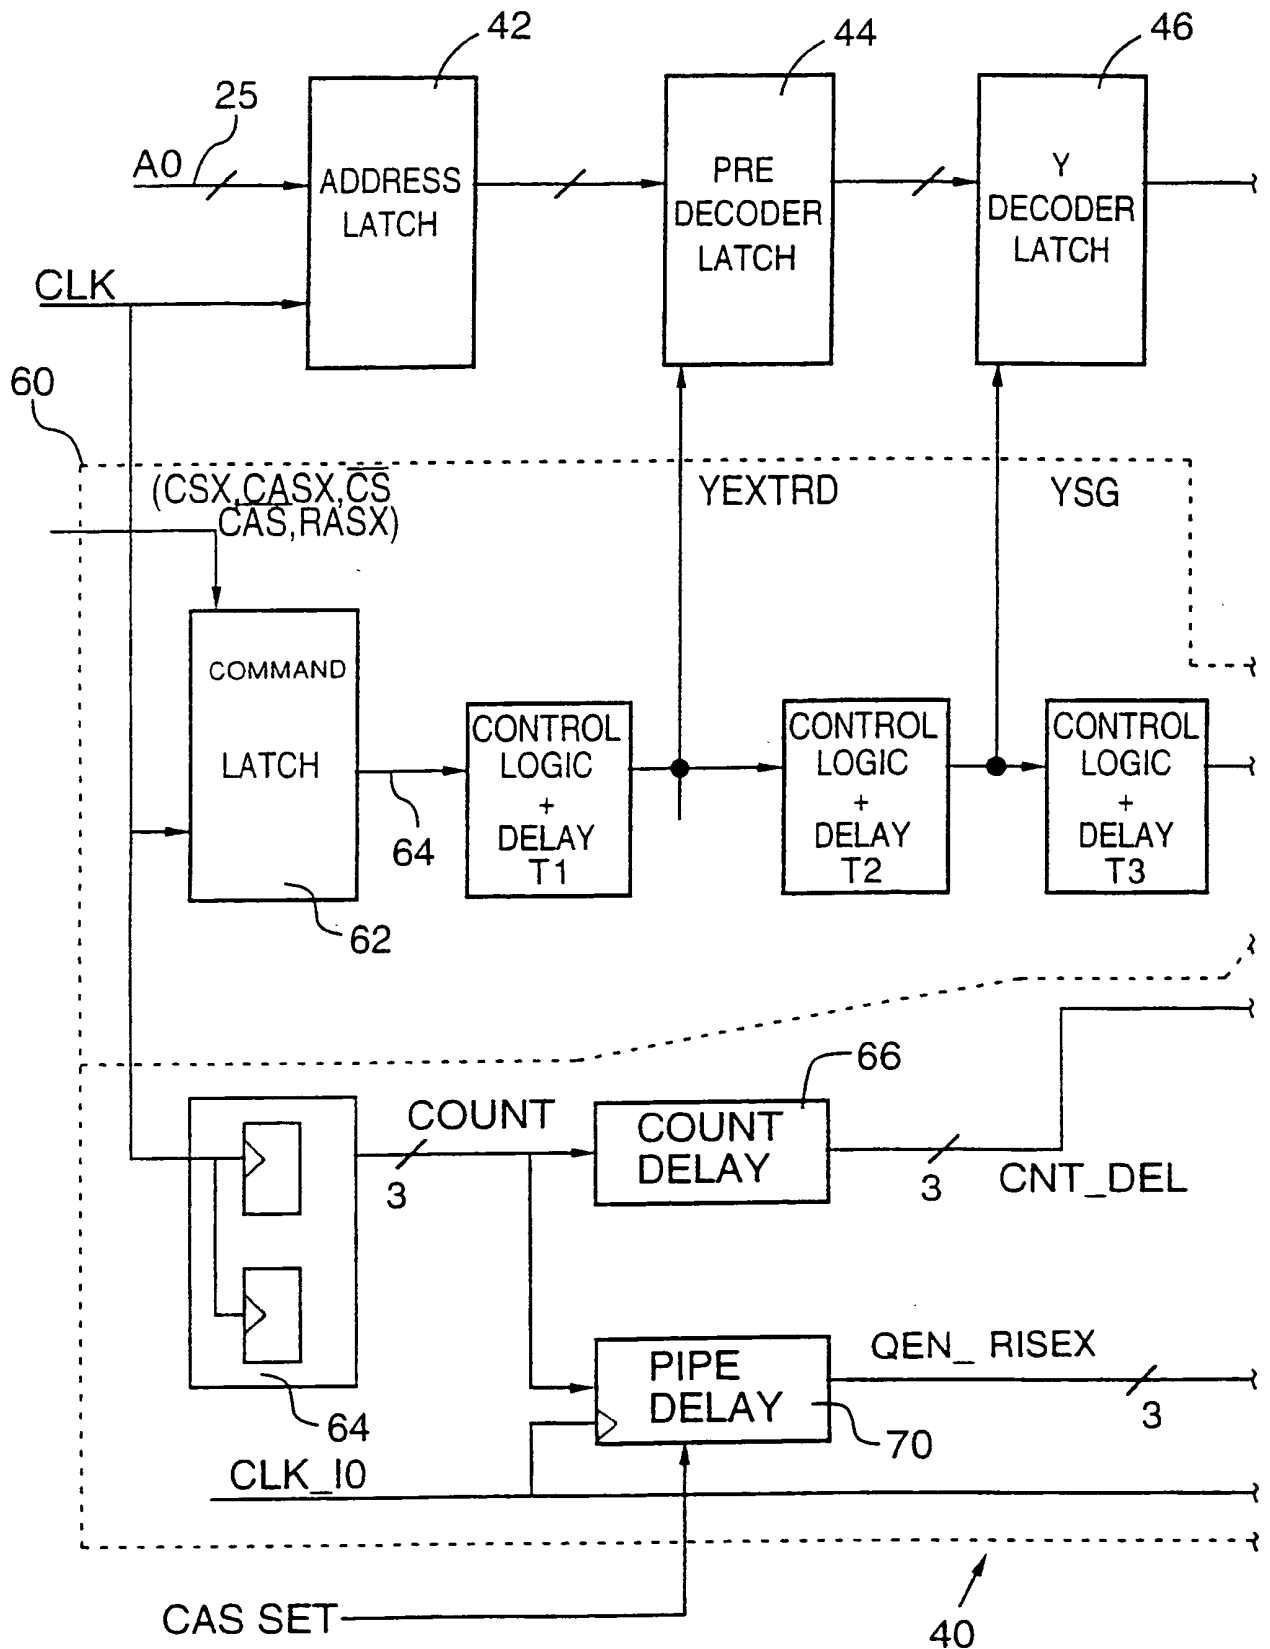 42
44
46
25
A0
ADDRESS
LATCH
PRE
DECODER
LATCH
Y
DECODER
LATCH
CLK
60
(CSX,CASX,C̅S̅
C̅A̅S̅,RASX)
YEXTRD
YSG
COMMAND
LATCH
62
64
CONTROL
LOGIC
+
DELAY
T1
CONTROL
LOGIC
+
DELAY
T2
CONTROL
LOGIC
+
DELAY
T3
66
COUNT
3
COUNT
DELAY
3
CNT_DEL
64
PIPE
DELAY
70
QEN_ RISEX
3
CLK_I0
CAS SET
40